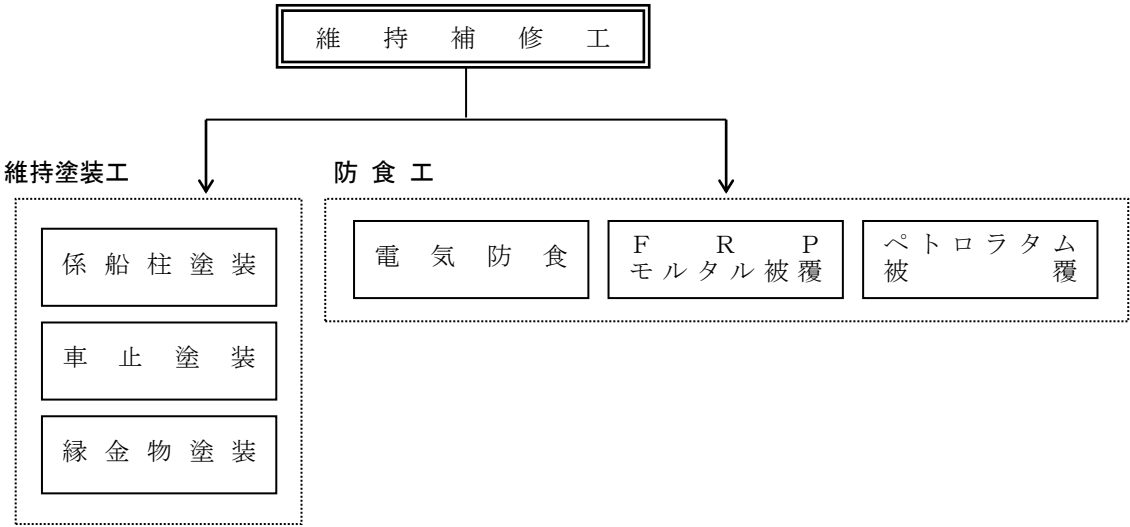 維持補修工
維持塗装工
係船柱塗装
車止塗装
縁金物塗装
防食工
電気防食
FRP
モルタル被覆
ペトロラタム
被覆